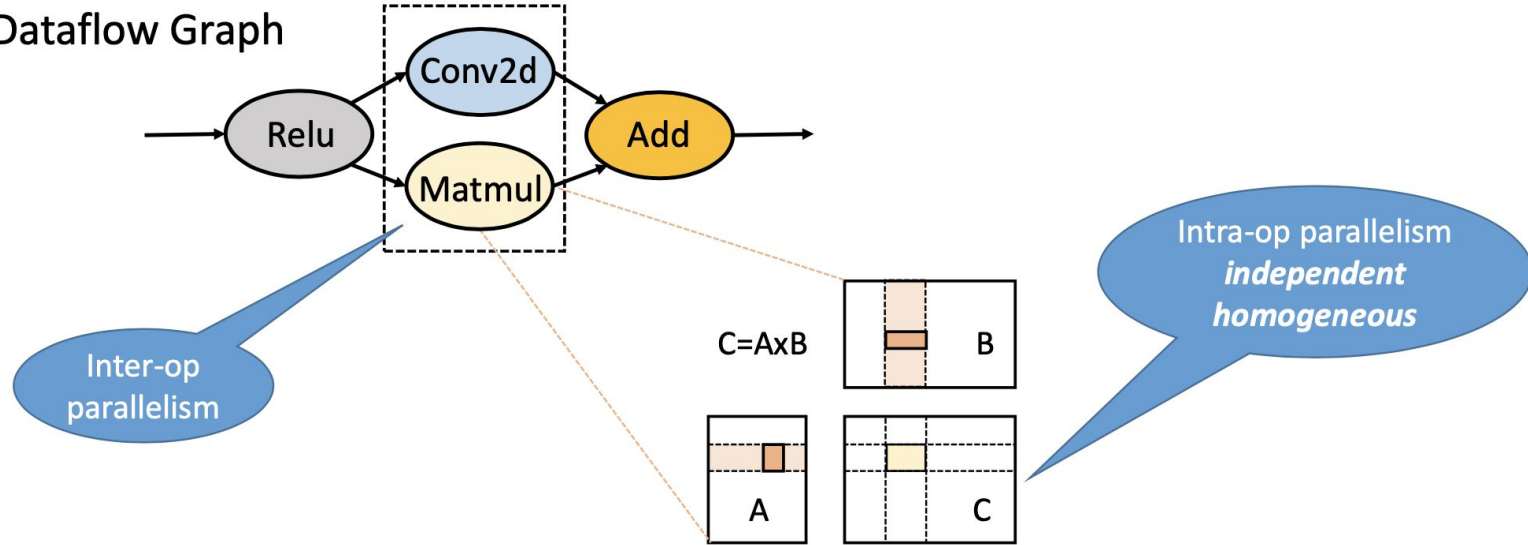 Dataflow Graph
Conv2d
Relu
Add
Matmul
Inter-op
parallelism
Intra-op parallelism
independent
homogeneous
C=AxB
B
A
C